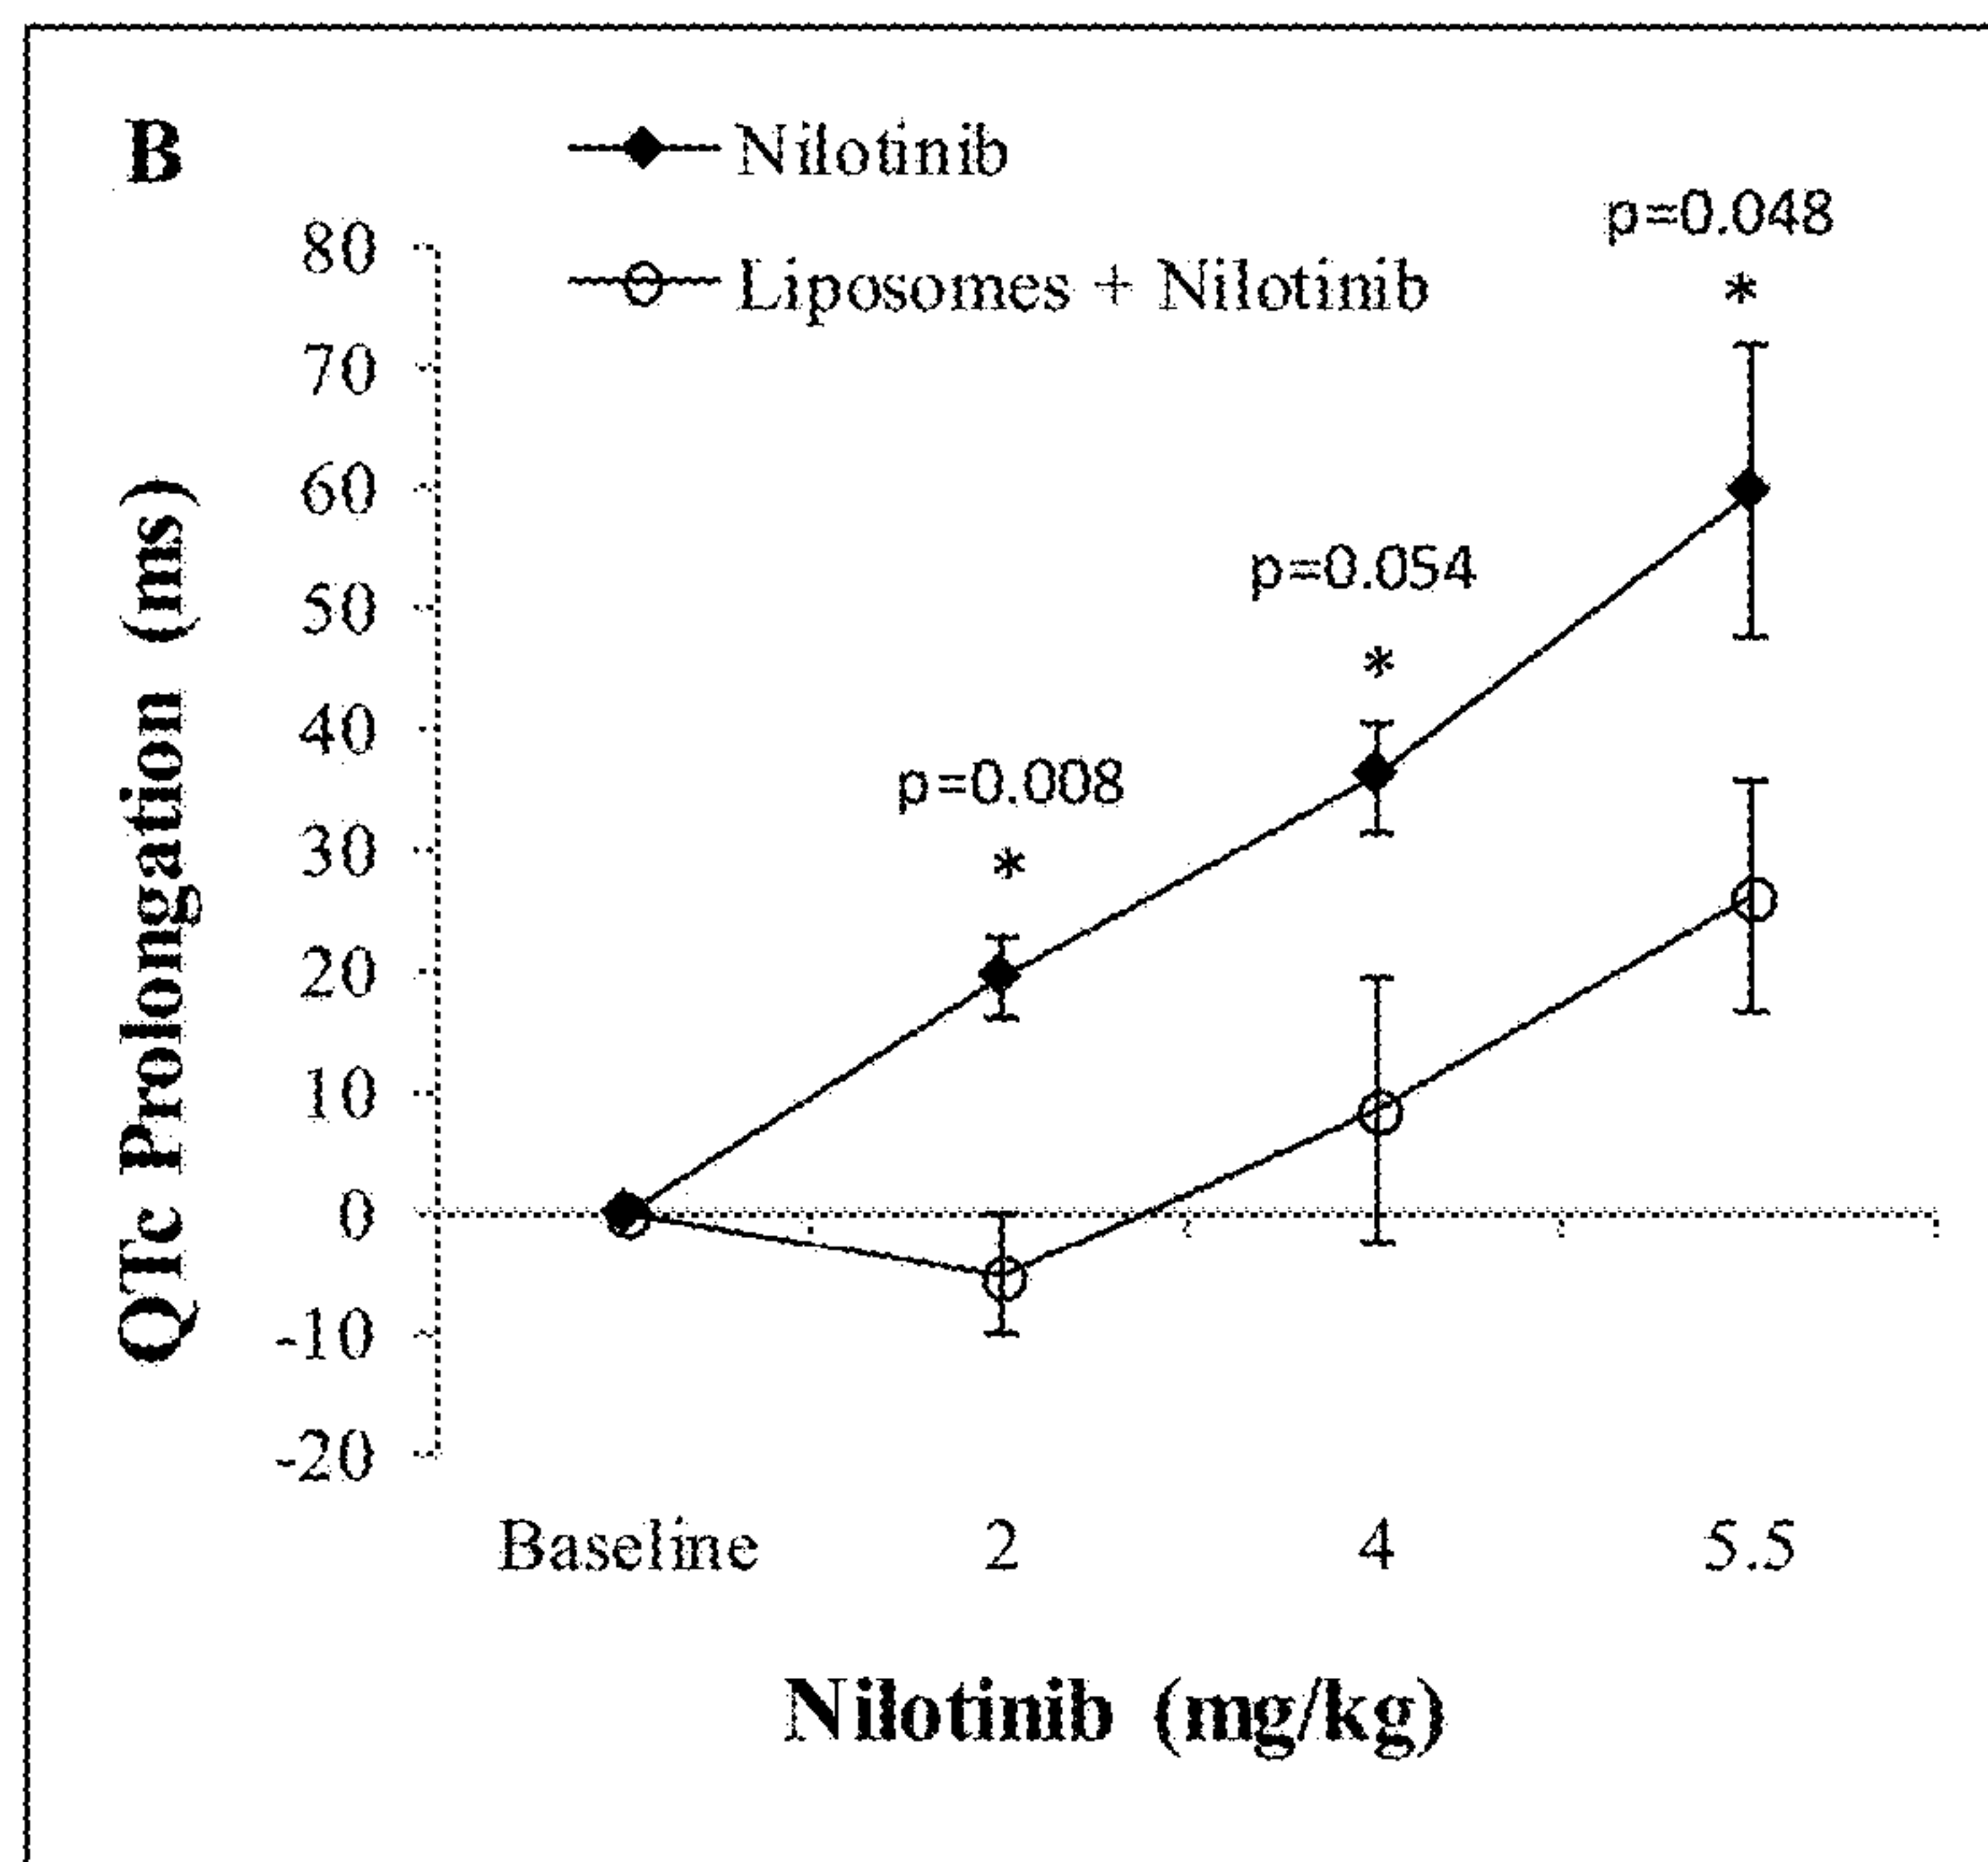 B
Nilotinib
Liposomes + Nilotinib
p=0.048
*
p=0.054
*
p=0.008
*
QTc Prolongation (ms)
80
70
60
50
40
30
20
10
0
-10
-20
Baseline 2 4 5.5
Nilotinib (mg/kg)